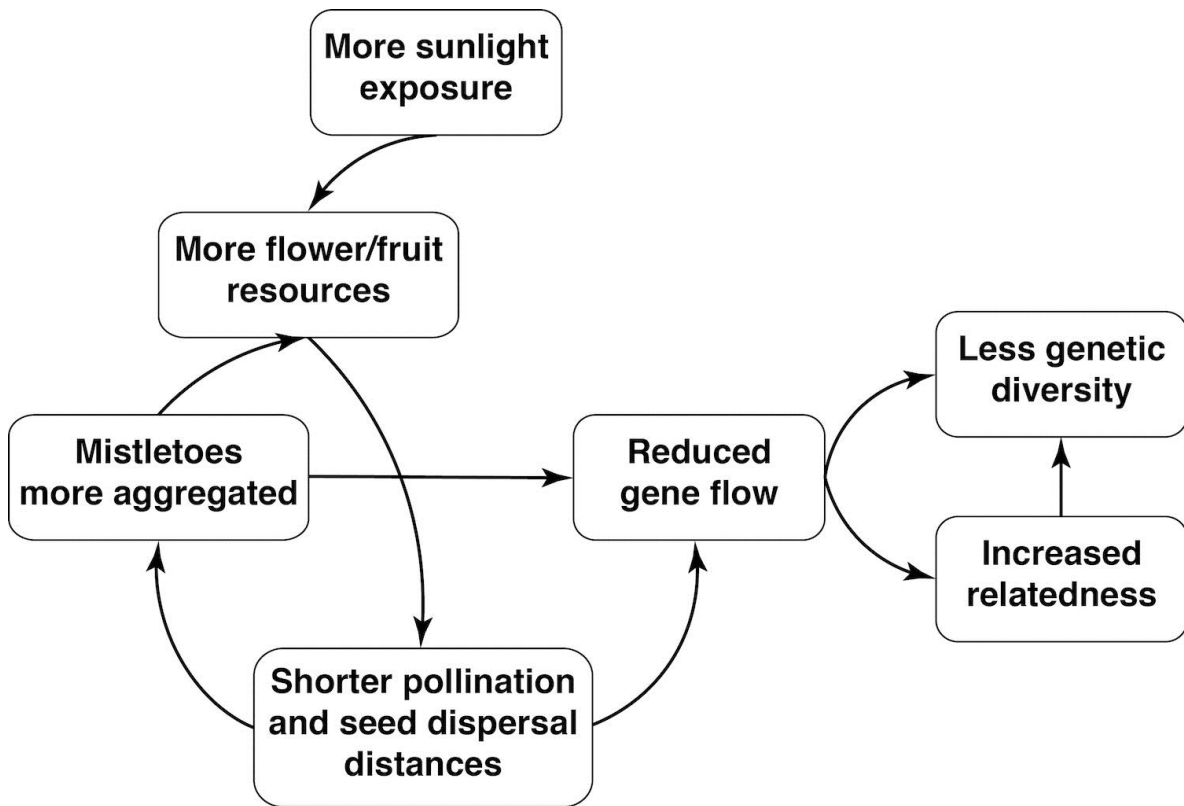 More sunlight
exposure
More flower/fruit
resources
Mistletoes
more aggregated
Reduced
gene flow
Less genetic
diversity
Increased
relatedness
Shorter pollination
and seed dispersal
distances